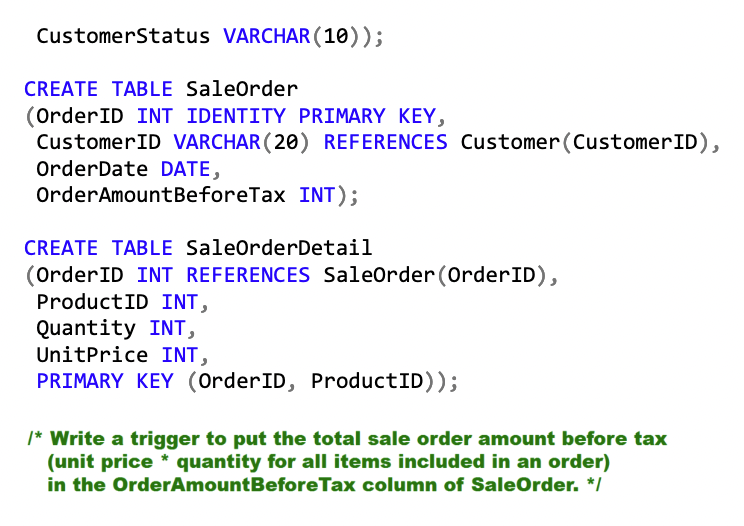 CustomerStatus VARCHAR(10));
CREATE TABLE SaleOrder
(OrderID INT IDENTITY PRIMARY KEY,
CustomerID VARCHAR(20) REFERENCES Customer(CustomerID),
OrderDate DATE,
OrderAmountBeforeTax INT);
CREATE TABLE SaleOrderDetail
(OrderID INT REFERENCES SaleOrder(OrderID),
ProductID INT,
Quantity INT,
UnitPrice INT,
PRIMARY KEY (OrderID, ProductID));
/* Write a trigger to put the total sale order amount before tax
(unit price * quantity for all items included in an order)
in the OrderAmountBeforeTax column of SaleOrder. */